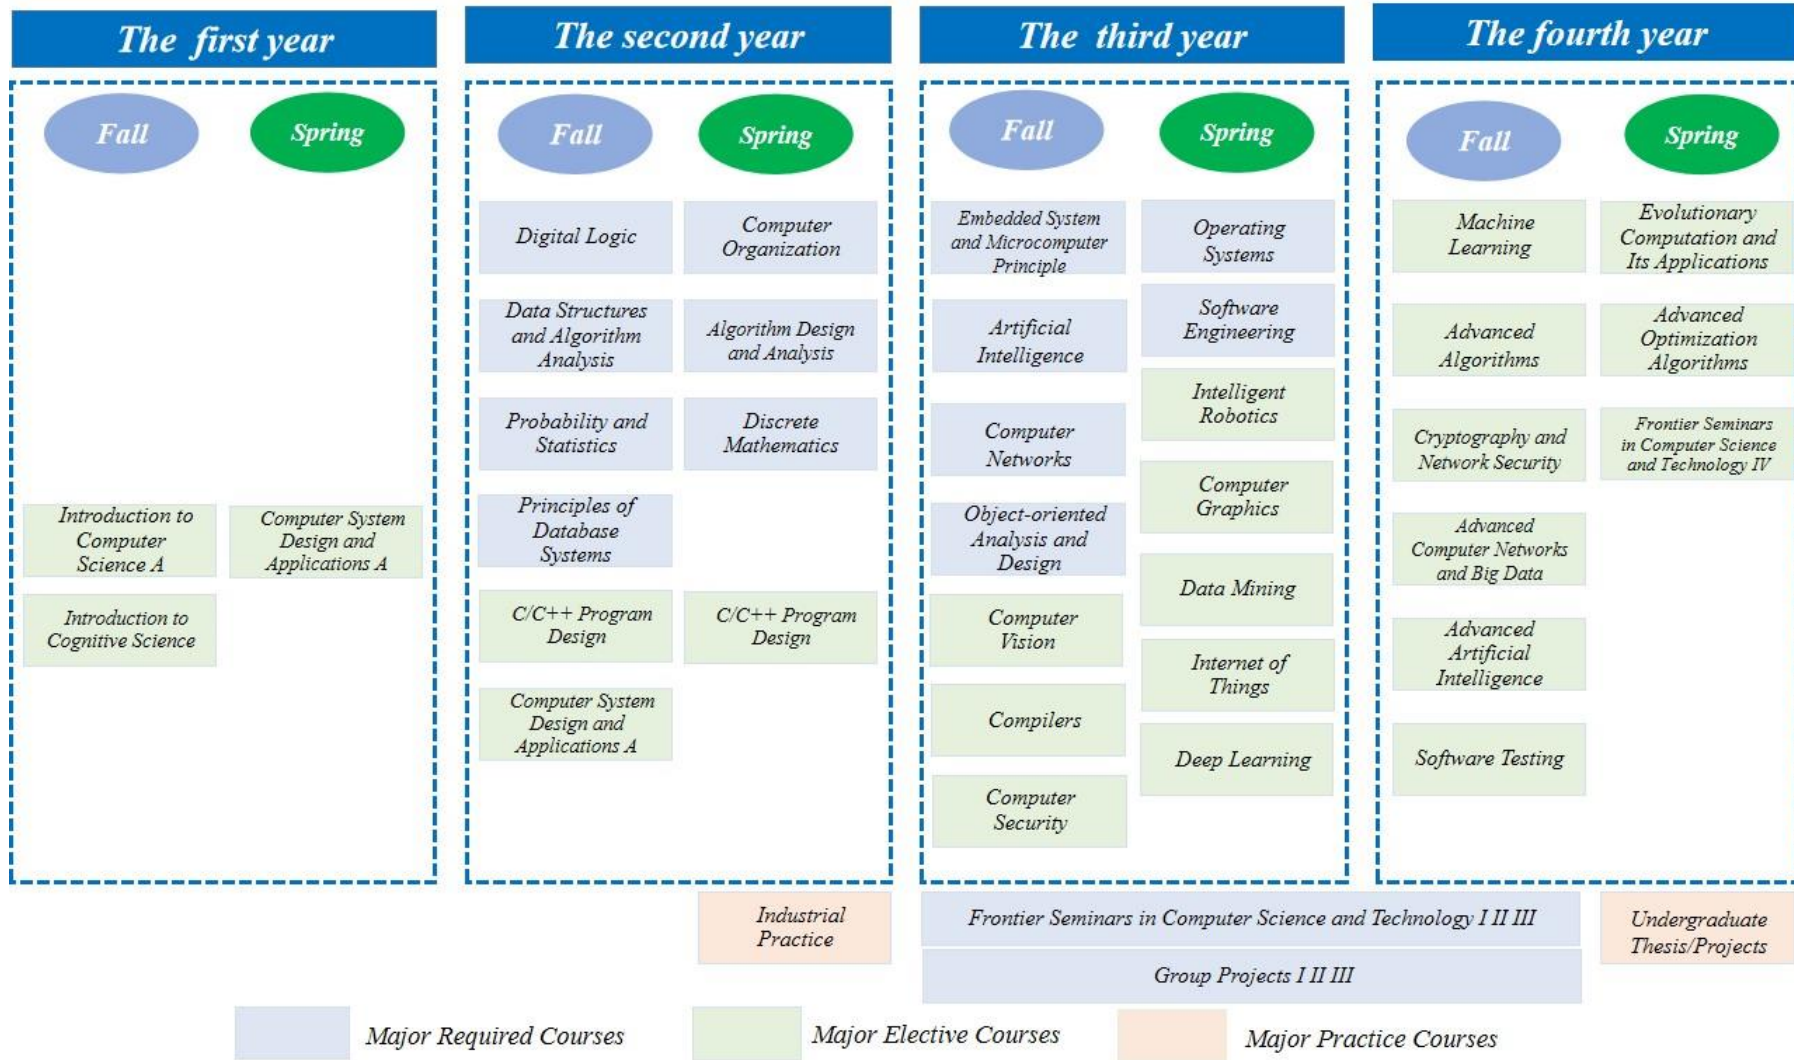 The first year
Fall
Spring
Introduction to
Computer
Science A
Introduction to
Cognitive Science
Computer System
Design and
Applications A
The second year
Fall
Spring
Digital Logic
Data Structures
and Algorithm
Analysis
Probability and
Statistics
Principles of
Database
Systems
C/C++ Program
Design
Computer System
Design and
Applications A
Computer
Organization
Algorithm Design
and Analysis
Discrete
Mathematics
C/C++ Program
Design
The third year
Fall
Spring
Embedded System
and Microcomputer
Principle
Artificial
Intelligence
Computer
Networks
Object-oriented
Analysis and
Design
Computer
Vision
Compilers
Computer
Security
Operating
Systems
Software
Engineering
Intelligent
Robotics
Computer
Graphics
Data Mining
Internet of
Things
Deep Learning
The fourth year
Fall
Spring
Machine
Learning
Advanced
Algorithms
Cryptography and
Network Security
Advanced
Computer Networks
and Big Data
Advanced
Artificial
Intelligence
Software Testing
Evolutionary
Computation and
Its Applications
Advanced
Optimization
Algorithms
Frontier Seminars
in Computer Science
and Technology IV
Industrial
Practice
Frontier Seminars in Computer Science and Technology I II III
Group Projects I II III
Undergraduate
Thesis/Projects
Major Required Courses
Major Elective Courses
Major Practice Courses